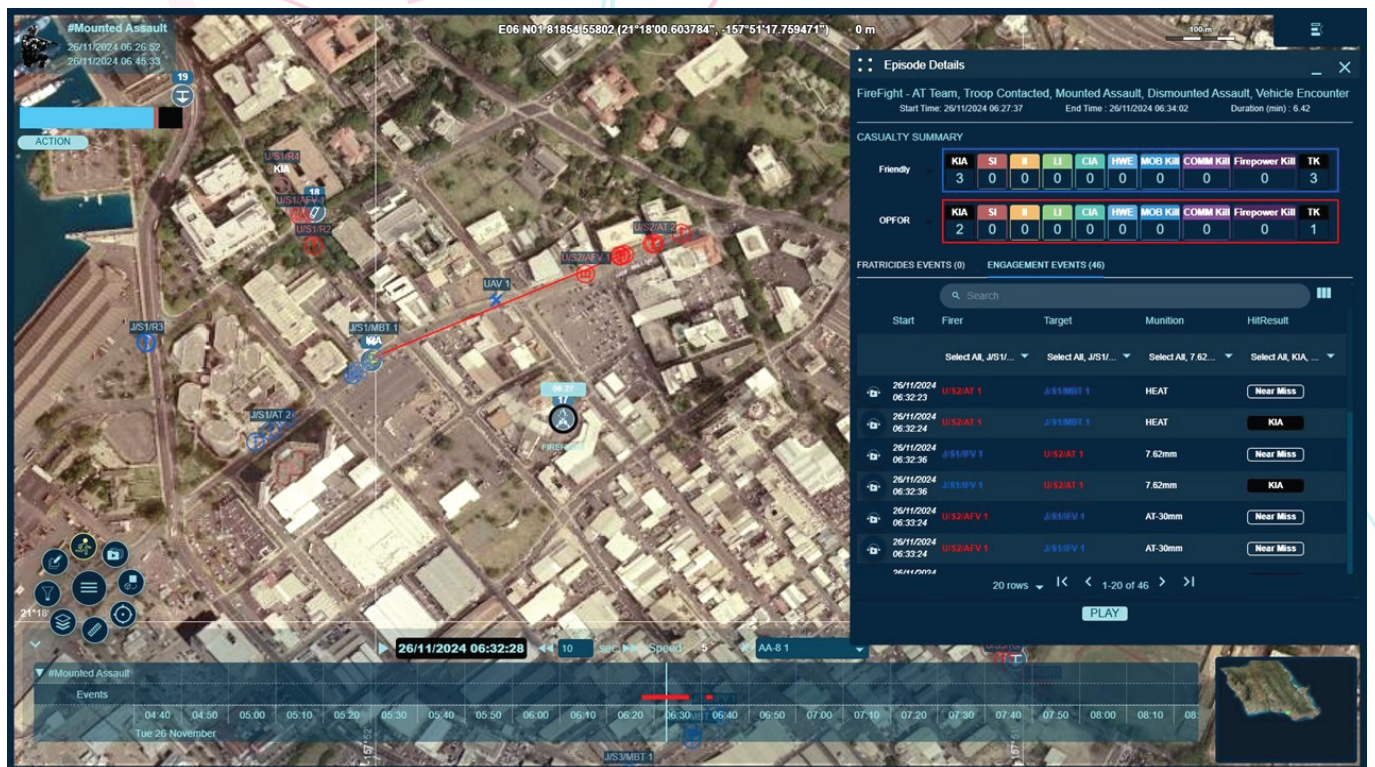 #Mounted Assault
26/11/2024 06:26:52
26/11/2024 06:45:33
19
ACTION
E06 N01 81854 55802 (21°18'00.603784", -157°51'17.759471") 0 m
100 m
U/S1/R4
KIA
18
U/S1/AFV 1
U/S1/R2
U/S2/AT 2
U/S2/AFV 1
UAV 1
J/S1/R3
J/S1/MBT 1
KIA
J/S1/AT 2
06:27
17
Episode Details
FireFight - AT Team, Troop Contacted, Mounted Assault, Dismounted Assault, Vehicle Encounter
Start Time: 26/11/2024 06:27:37 End Time : 26/11/2024 06:34:02 Duration (min) : 6.42
CASUALTY SUMMARY
Friendly
KIA SI II LI CIA HWE MOB Kill COMM Kill Firepower Kill TK
3 0 0 0 0 0 0 0 0 3
OPFOR
KIA SI II LI CIA HWE MOB Kill COMM Kill Firepower Kill TK
2 0 0 0 0 0 0 0 0 1
FRATRICIDES EVENTS (0) ENGAGEMENT EVENTS (46)
Search
Start Firer Target Munition HitResult
Select All, J/S1/... Select All, J/S1/... Select All, 7.62... Select All, KIA, ...
26/11/2024
06:32:23 U/S2/AT 1 J/S1/MBT 1 HEAT Near Miss
26/11/2024
06:32:24 U/S2/AT 1 J/S1/MBT 1 HEAT KIA
26/11/2024
06:32:36 J/S1/IFV 1 U/S2/AT 1 7.62mm Near Miss
26/11/2024
06:32:36 J/S1/IFV 1 U/S2/AT 1 7.62mm KIA
26/11/2024
06:33:24 U/S2/AFV 1 J/S1/IFV 1 AT-30mm Near Miss
26/11/2024
06:33:24 U/S2/AFV 1 J/S1/IFV 1 AT-30mm Near Miss
26/11/2024
20 rows 1-20 of 46
PLAY
21°18'
26/11/2024 06:32:28 10 sec Speed 5 AA-8 1
#Mounted Assault
Events
04:40 04:50 05:00 05:10 05:20 05:30 05:40 05:50 06:00 06:10 06:20 06:30 06:40 06:50 07:00 07:10 07:20 07:30 07:40 07:50 08:00 08:10 08:
Tue 26 November
J/S3/MBT 1